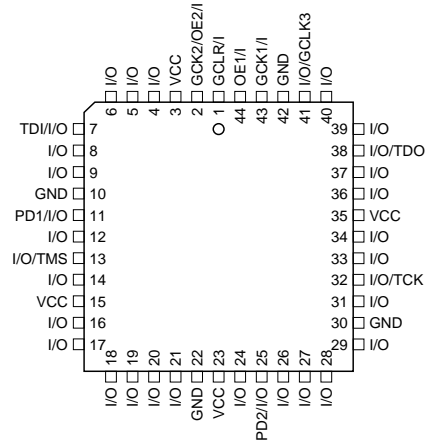 I/O
I/O
I/O
VCC
GCK2/OE2/I
GCLR/I
OE1/I
GCK1/I
GND
I/O/GCLK3
I/O
6
5
4
3
2
1
44
43
42
41
40
TDI/I/O 7
I/O 8
I/O 9
GND 10
PD1/I/O 11
I/O 12
I/O/TMS 13
I/O 14
VCC 15
I/O 16
I/O 17
39 I/O
38 I/O/TDO
37 I/O
36 I/O
35 VCC
34 I/O
33 I/O
32 I/O/TCK
31 I/O
30 GND
29 I/O
18
19
20
21
22
23
24
25
26
27
28
I/O
I/O
I/O
I/O
GND
VCC
I/O
PD2/I/O
I/O
I/O
I/O